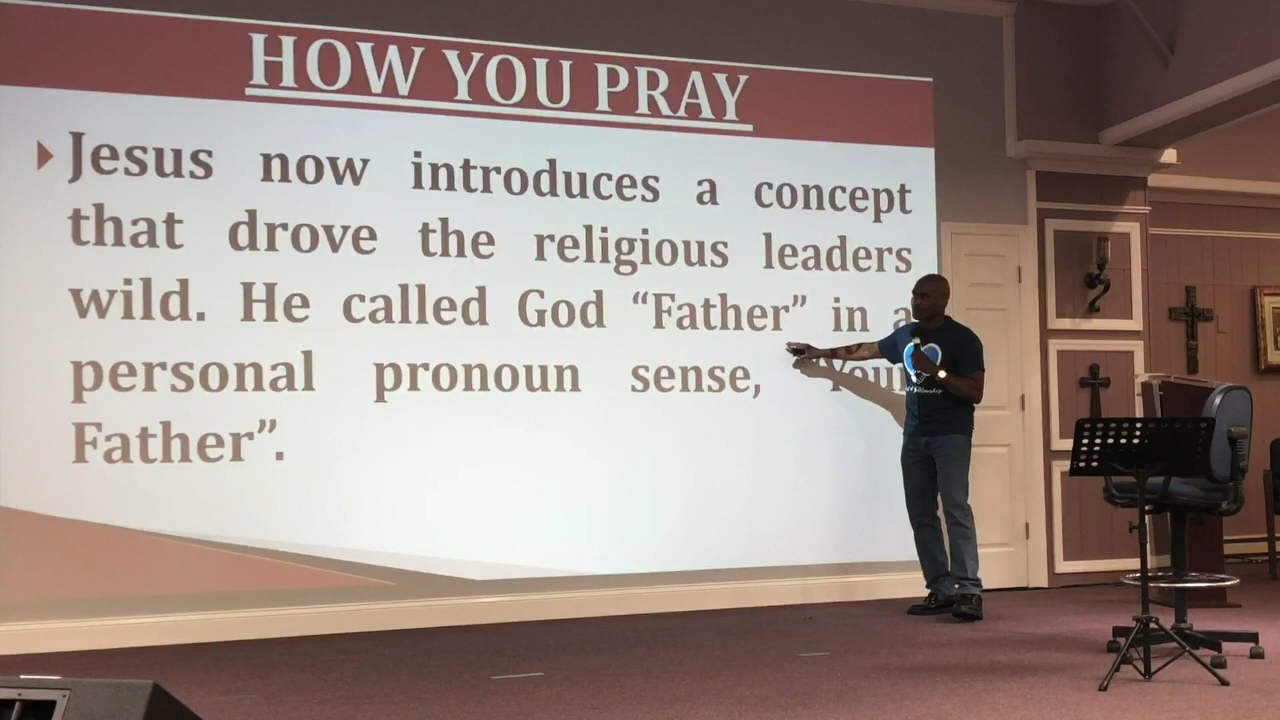 HOW YOU PRAY
Jesus now introduces a concept
that drove the religious leaders
wild. He called God “Father” in a
personal pronoun sense,
Father”.